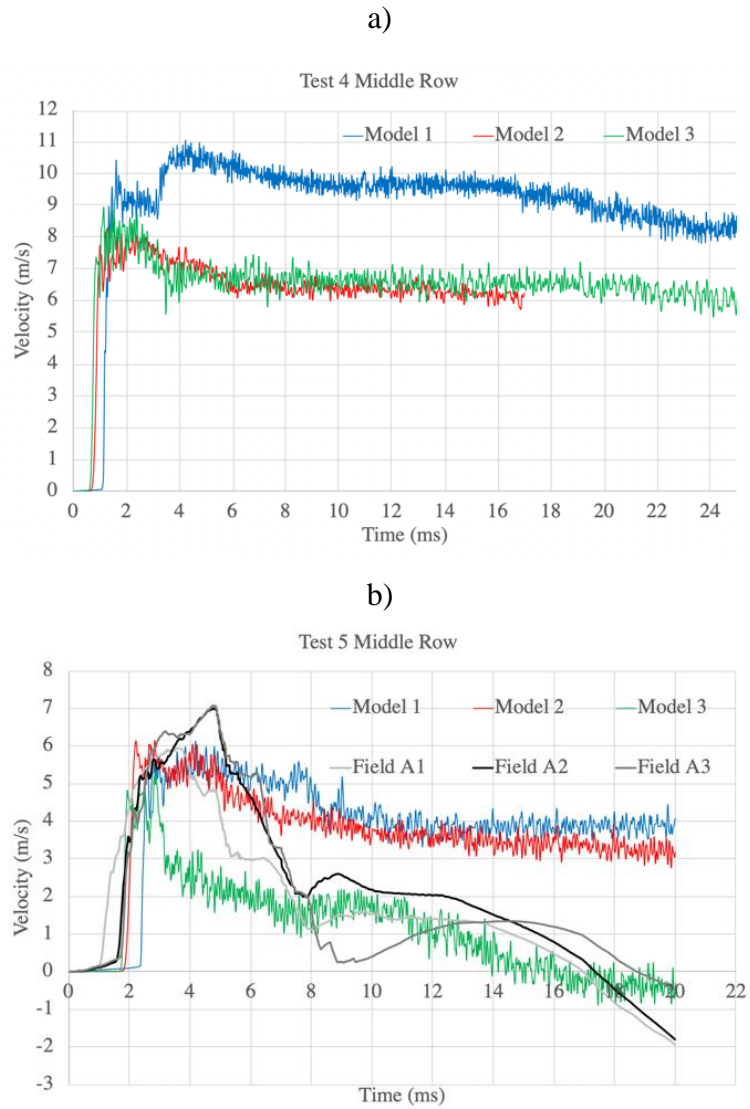 a)
Test 4 Middle Row
12
11
Model 1 Model 2 Model 3
10
9
8
7
6
5
4
3
2
1
0
Velocity (m/s)
0 2 4 6 8 10 12 14 16 18 20 22 24
Time (ms)
b)
Test 5 Middle Row
8
7
Model 1 Model 2 Model 3
6
Field A1 Field A2 Field A3
5
4
3
2
1
0
-1
-2
-3
Velocity (m/s)
0 2 4 6 8 10 12 14 16 18 20 22
Time (ms)